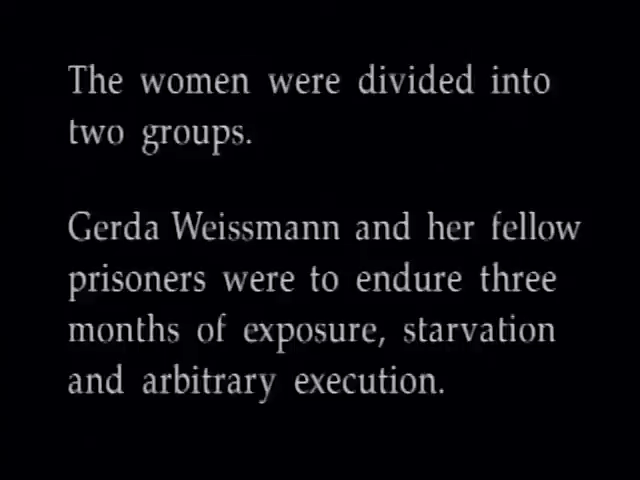 The women were divided into
two groups.
Gerda Weissmann and her fellow
prisoners were to endure three
months of exposure, starvation
and arbitrary execution.